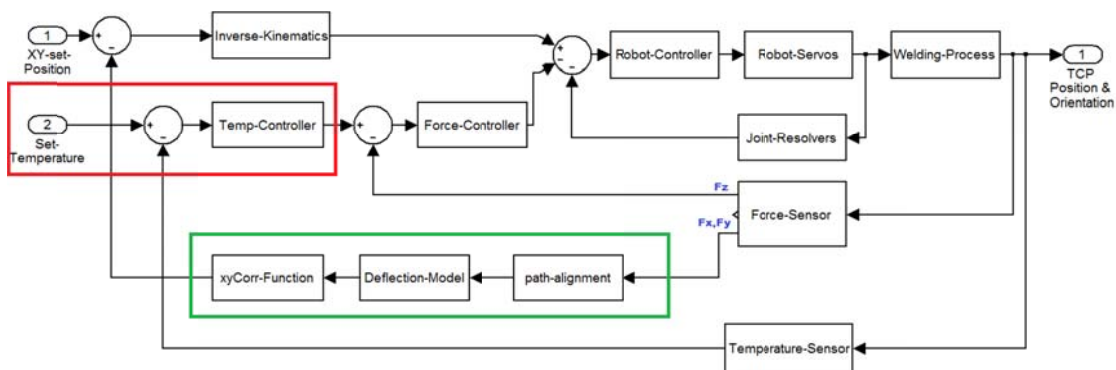 1
XY-set-
Position
+
−
Inverse-Kinematics
+
−
−
Robot-Controller
Robot-Servos
Welding-Process
1
TCP
Position &
Orientation
2
Set-
Temperature
+
−
Temp-Controller
+
−
Force-Controller
Joint-Resolvers
Fz
Fx,Fy
Force-Sensor
xyCorr-Function
Deflection-Model
path-alignment
Temperature-Sensor